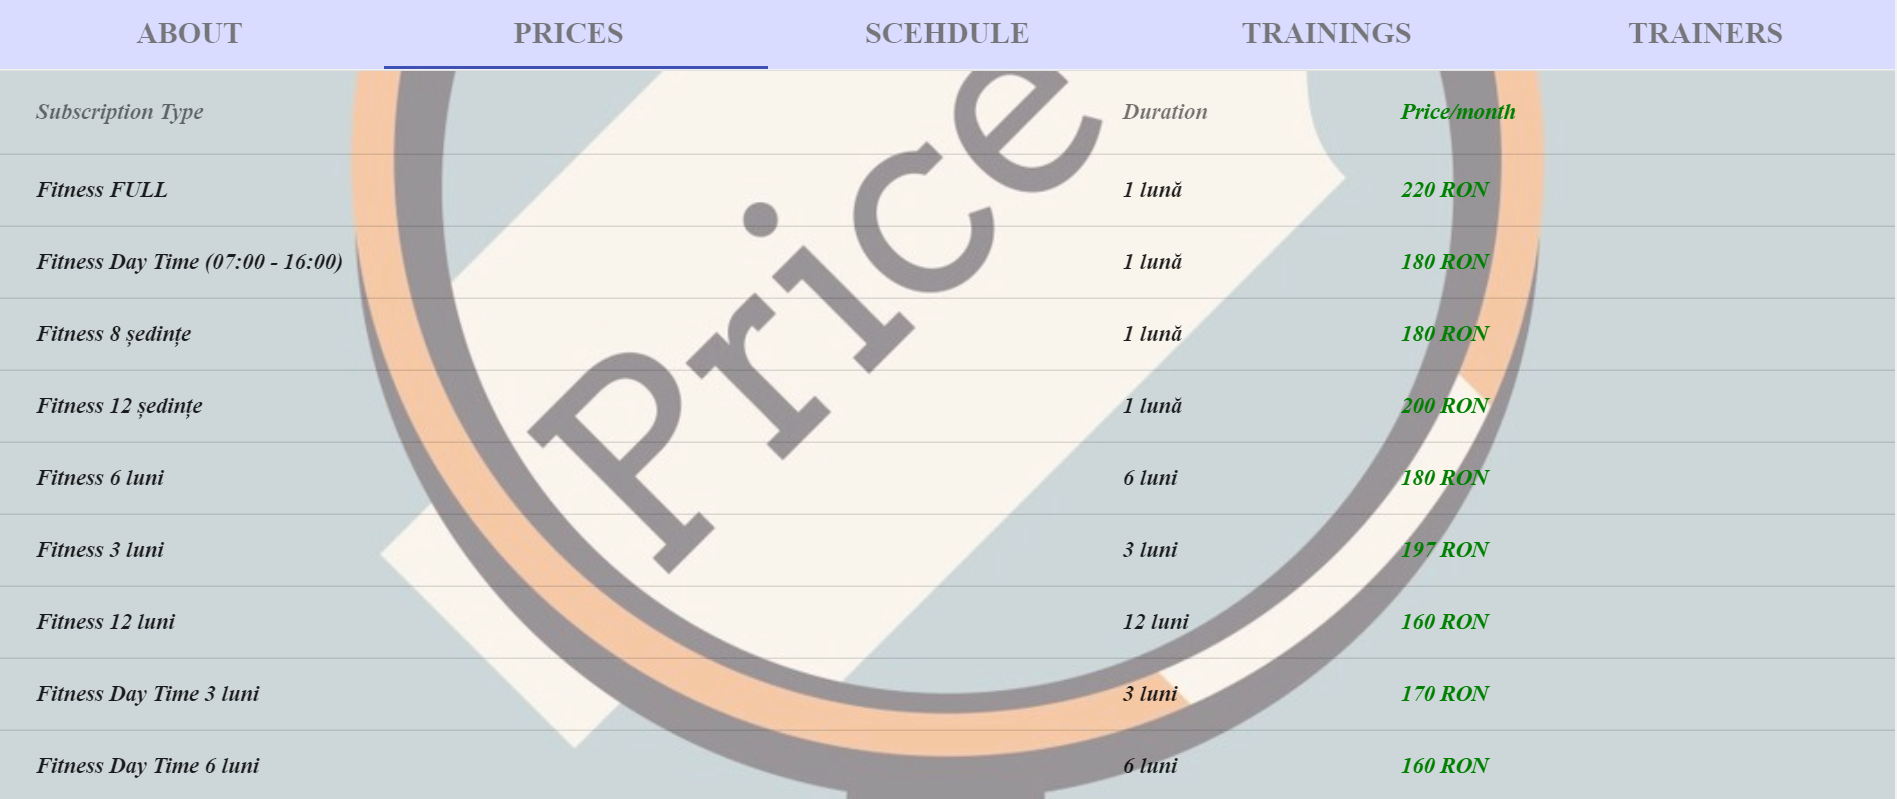 ABOUT PRICES SCEHDULE TRAININGS TRAINERS
Price
Subscription Type Duration Price/month
Fitness FULL 1 lună 220 RON
Fitness Day Time (07:00 - 16:00) 1 lună 180 RON
Fitness 8 ședințe 1 lună 180 RON
Fitness 12 ședințe 1 lună 200 RON
Fitness 6 luni 6 luni 180 RON
Fitness 3 luni 3 luni 197 RON
Fitness 12 luni 12 luni 160 RON
Fitness Day Time 3 luni 3 luni 170 RON
Fitness Day Time 6 luni 6 luni 160 RON